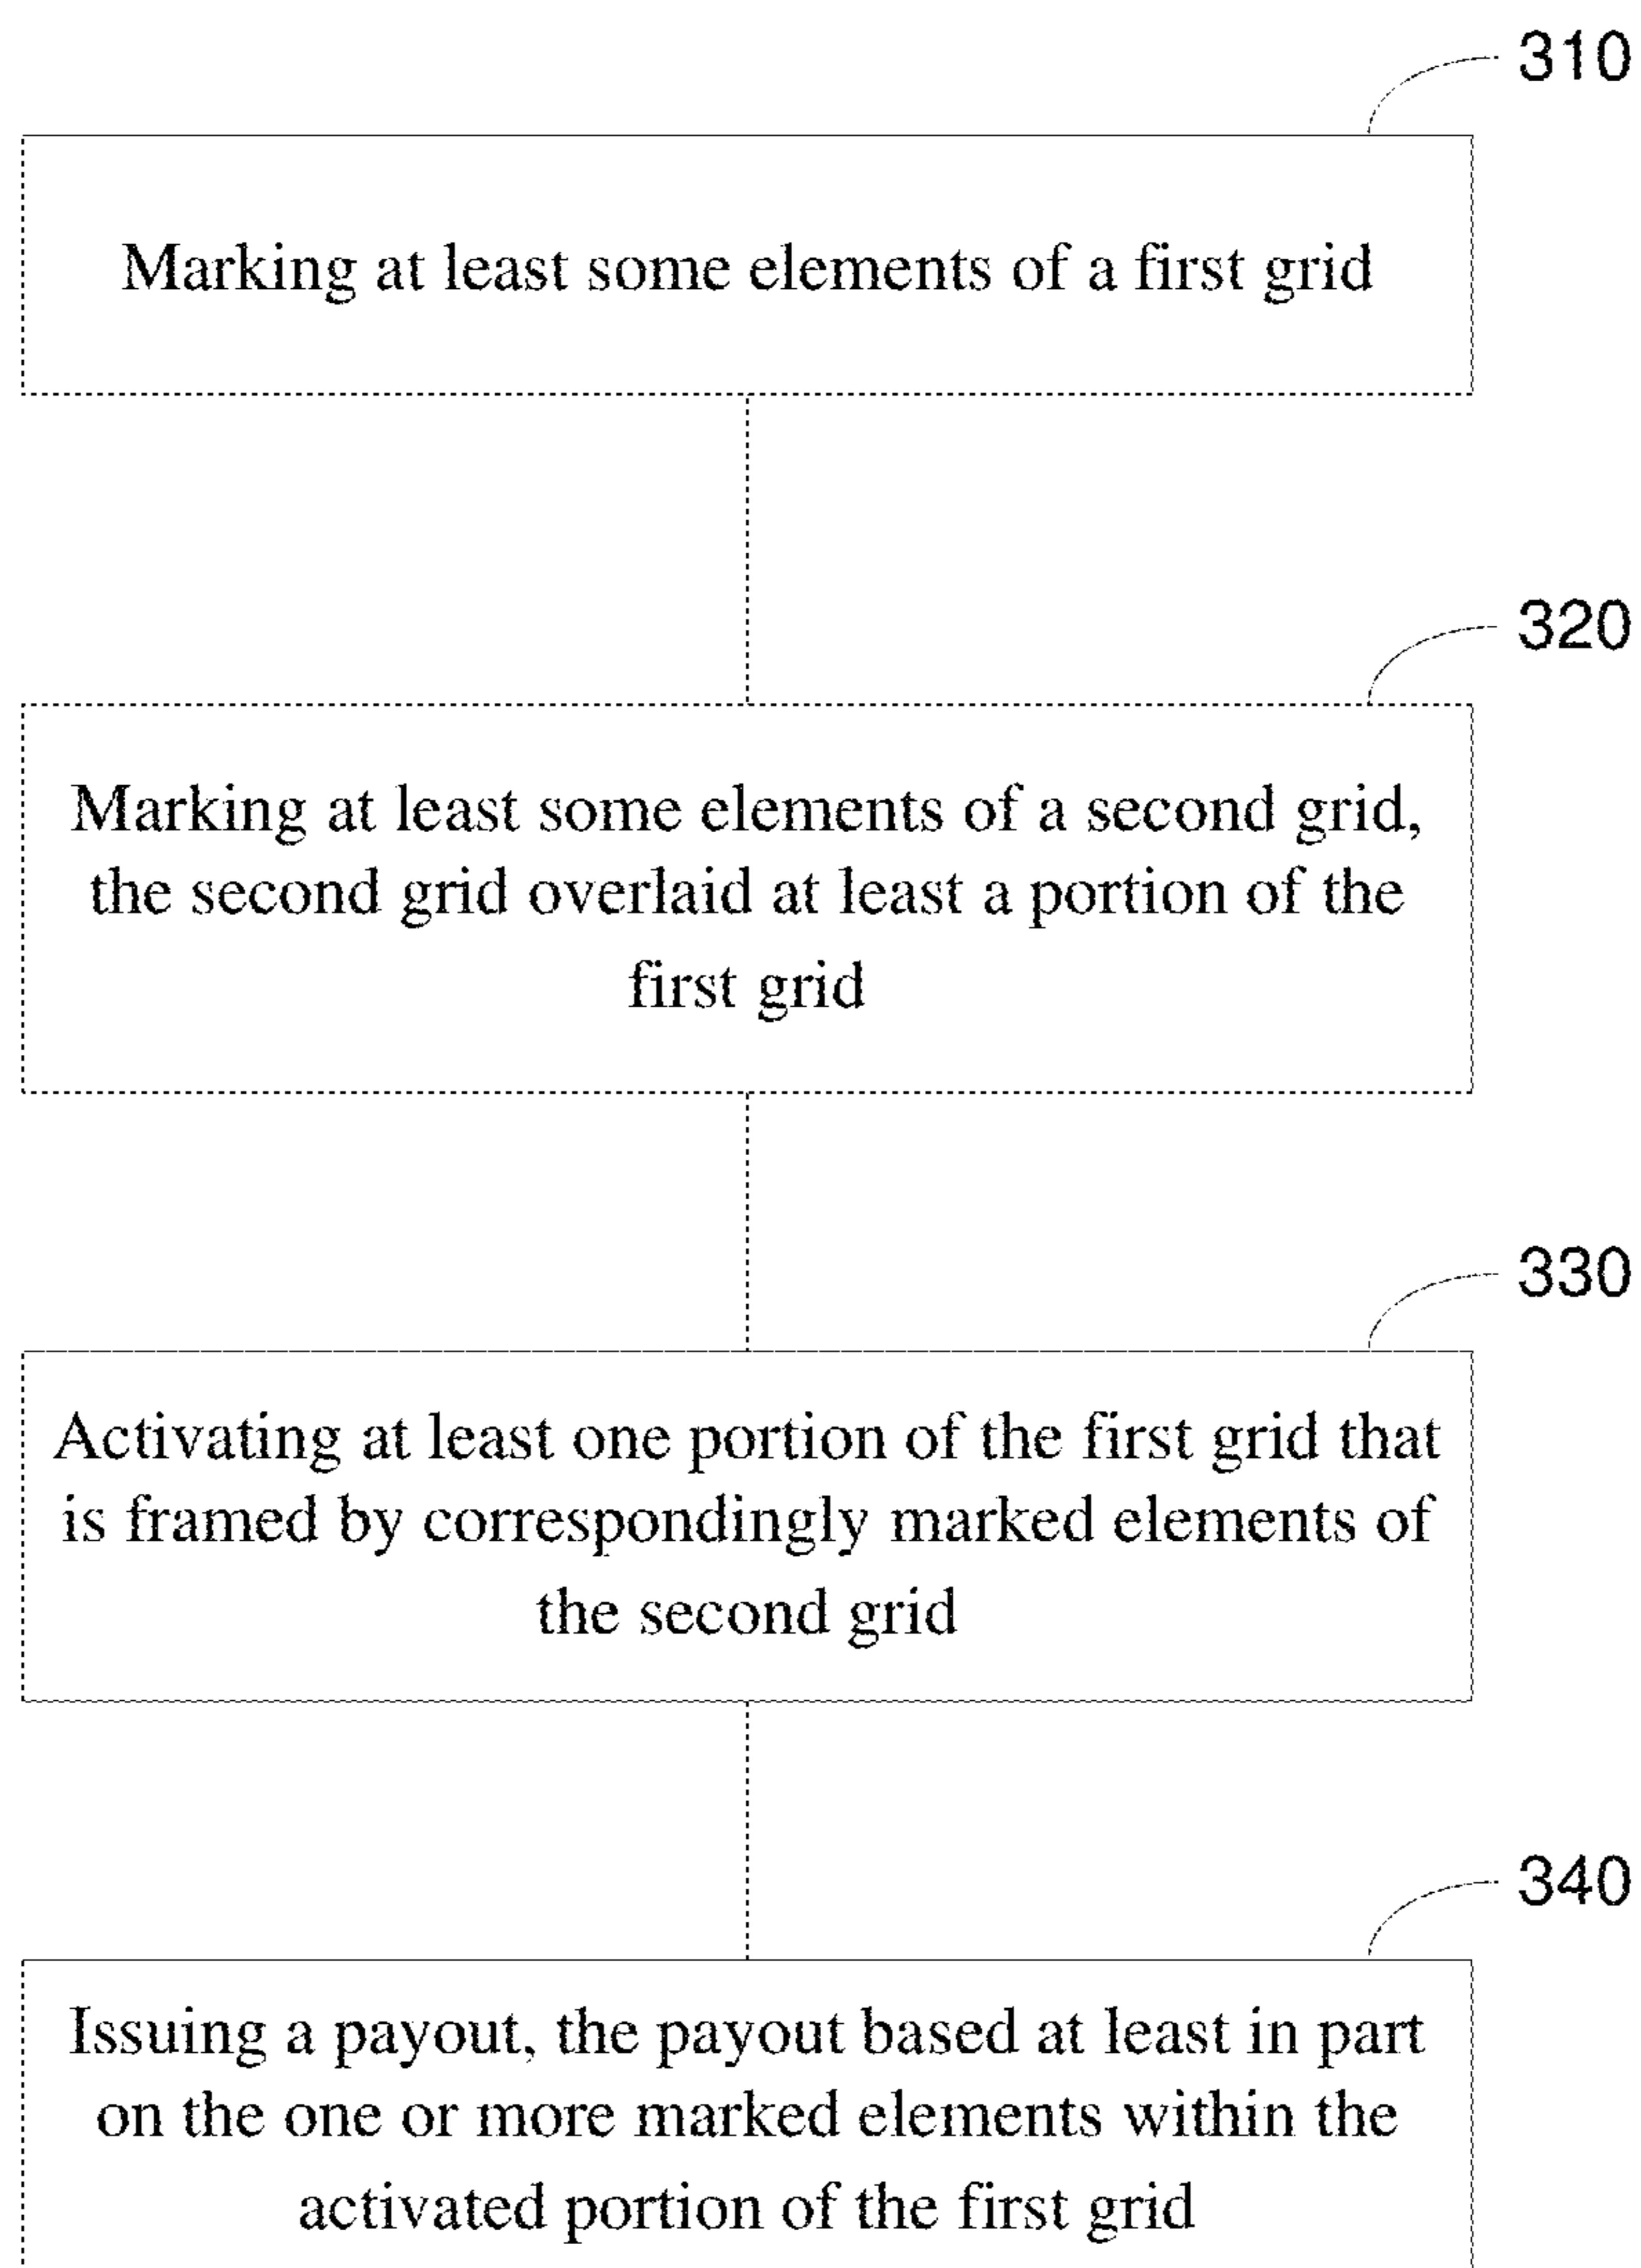 310
Marking at least some elements of a first grid
320
Marking at least some elements of a second grid,
the second grid overlaid at least a portion of the
first grid
330
Activating at least one portion of the first grid that
is framed by correspondingly marked elements of
the second grid
340
Issuing a payout, the payout based at least in part
on the one or more marked elements within the
activated portion of the first grid